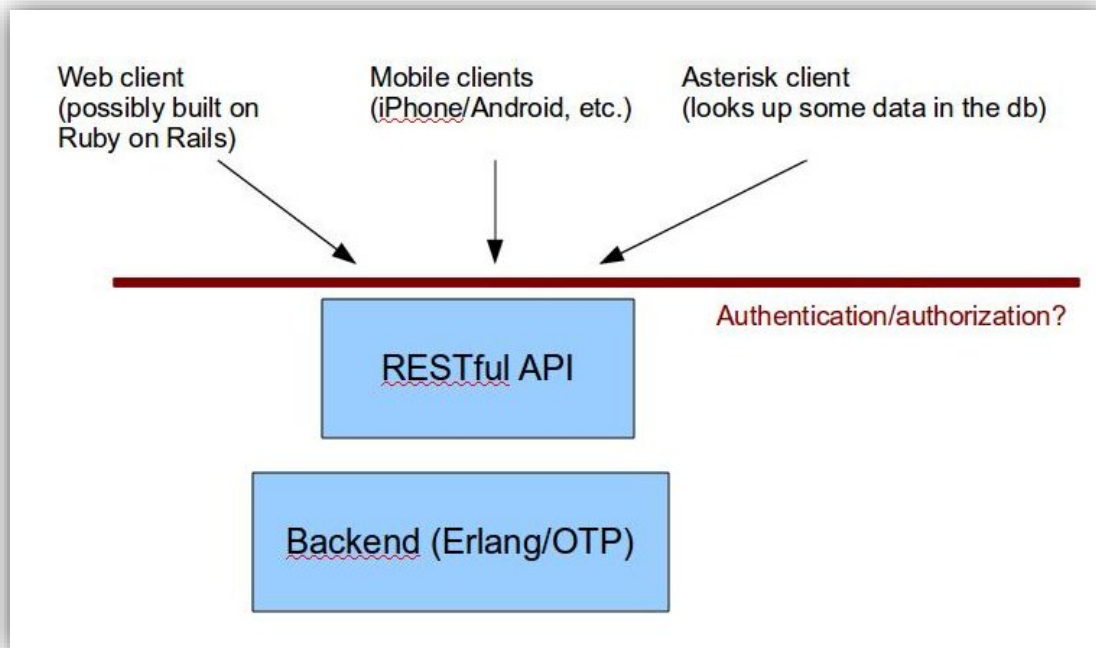 Web client
(possibly built on
Ruby on Rails)
Mobile clients
(iPhone/Android, etc.)
Asterisk client
(looks up some data in the db)
Authentication/authorization?
RESTful API
Backend (Erlang/OTP)